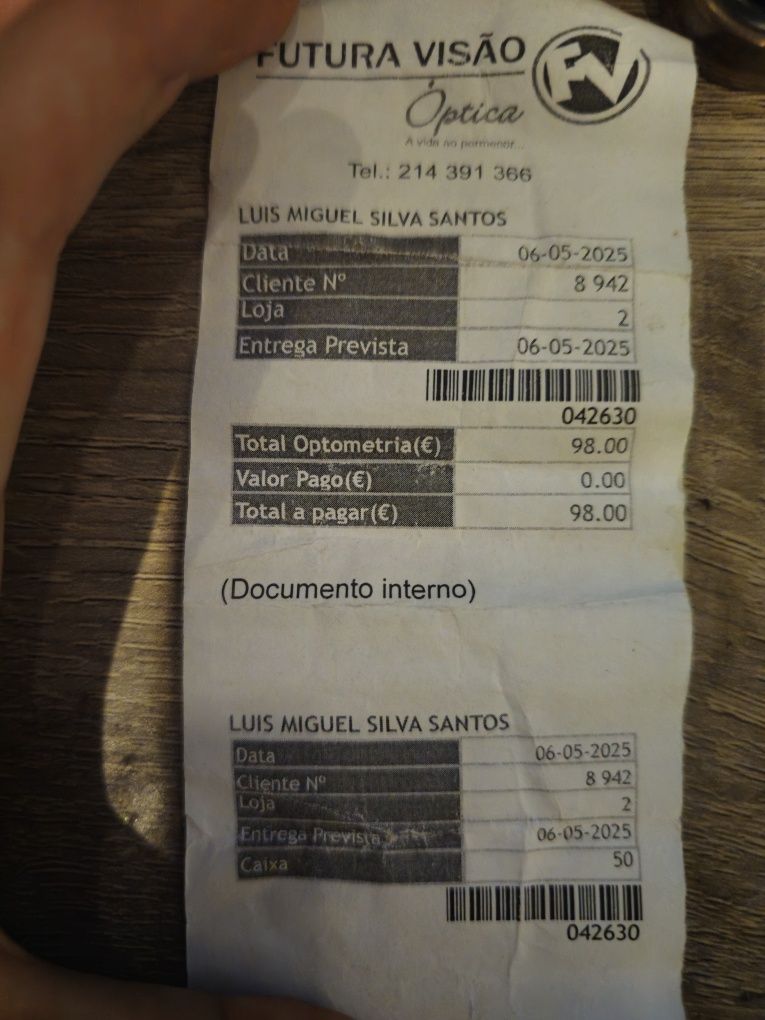 FUTURA VISÃO
FV
Óptica
A vida ao pormenor...
Tel.: 214 391 366
LUIS MIGUEL SILVA SANTOS
Data 06-05-2025
Cliente Nº 8 942
Loja 2
Entrega Prevista 06-05-2025
042630
Total Optometria(€) 98.00
Valor Pago(€) 0.00
Total a pagar(€) 98.00
(Documento interno)
LUIS MIGUEL SILVA SANTOS
Data 06-05-2025
Cliente Nº 8 942
Loja 2
Entrega Prevista 06-05-2025
Caixa 50
042630